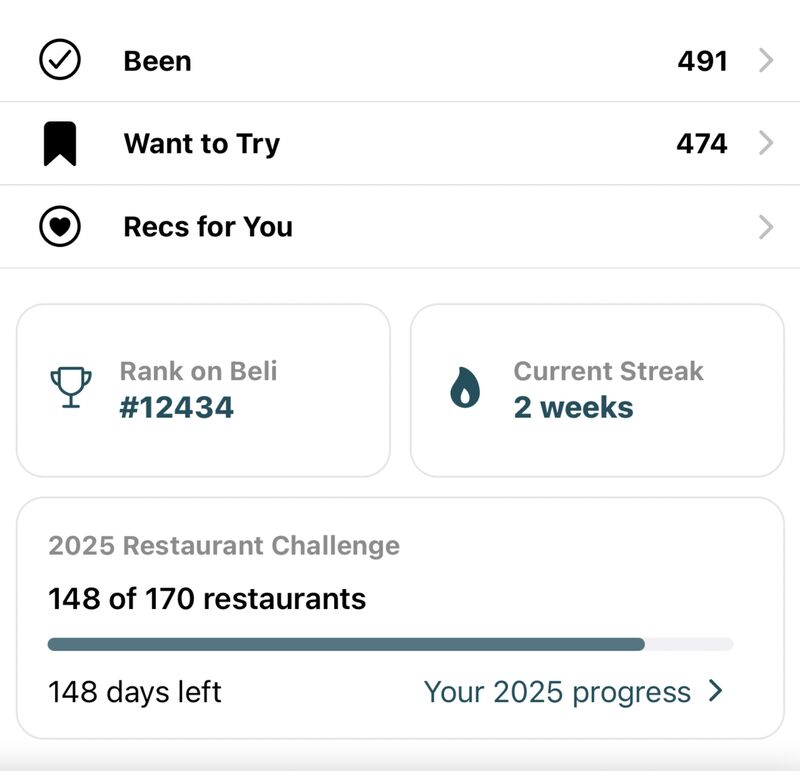 Been 491
Want to Try 474
Recs for You
Rank on Beli
#12434
Current Streak
2 weeks
2025 Restaurant Challenge
148 of 170 restaurants
148 days left
Your 2025 progress